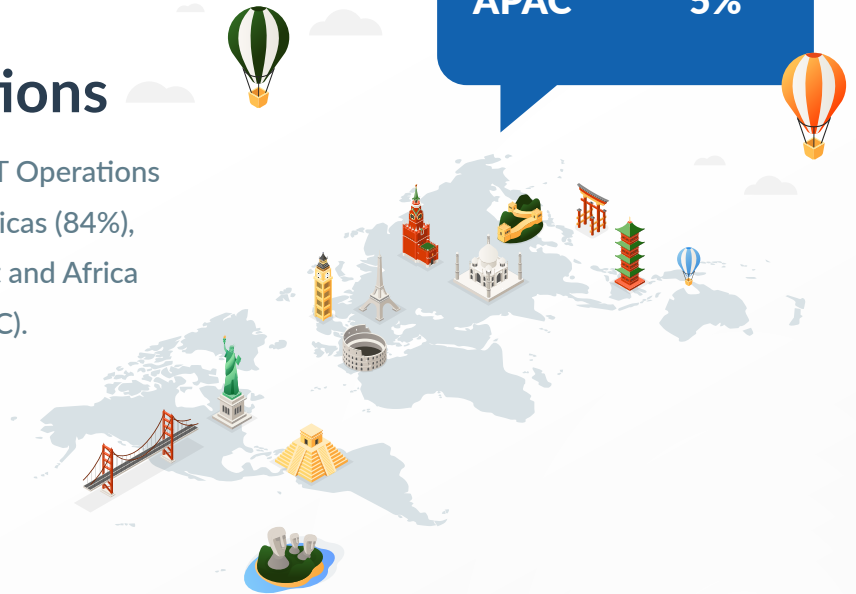 APAC 5%
ions
T Operations
icas (84%),
t and Africa
C).